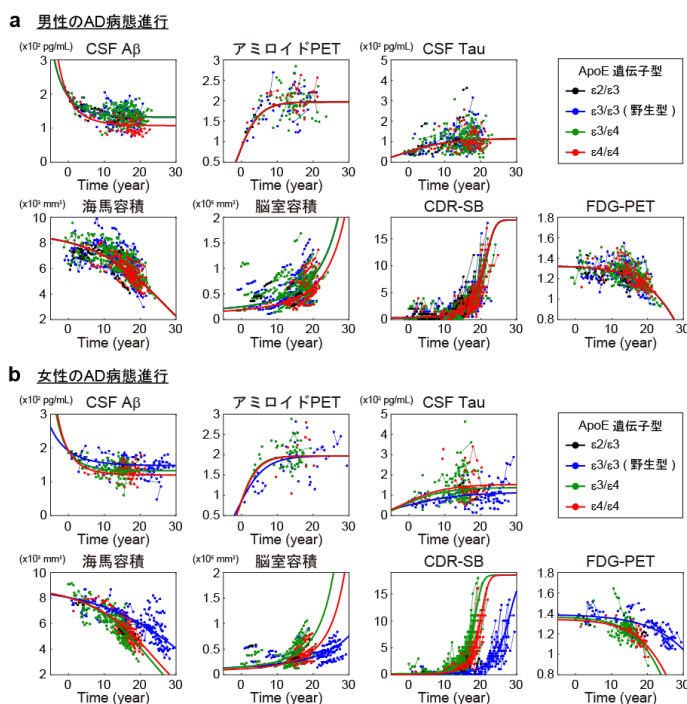 a 男性のAD病態進行
(x10² pg/mL) CSF Aβ アミロイドPET (x10² pg/mL) CSF Tau
3 2 1 0 10 20 30
Time (year)
3 2.5 2 1.5 1 0.5 0 10 20 30
Time (year)
6 5 4 3 2 1 0 0 10 20 30
Time (year)
ApoE 遺伝子型
ε2/ε3
ε3/ε3 ( 野生型 )
ε3/ε4
ε4/ε4
(x10³ mm³) 海馬容積 (x10⁵ mm³) 脳室容積 CDR-SB FDG-PET
10 8 6 4 2 0 10 20 30
Time (year)
2 1.5 1 0.5 0 0 10 20 30
Time (year)
15 10 5 0 0 10 20 30
Time (year)
1.8 1.6 1.4 1.2 1 0.8 0 10 20 30
Time (year)
b 女性のAD病態進行
(x10² pg/mL) CSF Aβ アミロイドPET (x10² pg/mL) CSF Tau
3 2 1 0 10 20 30
Time (year)
3 2.5 2 1.5 1 0.5 0 10 20 30
Time (year)
6 5 4 3 2 1 0 0 10 20 30
Time (year)
ApoE 遺伝子型
ε2/ε3
ε3/ε3 ( 野生型 )
ε3/ε4
ε4/ε4
海馬容積 脳室容積 CDR-SB FDG-PET
10 8 6 4 2 0 10 20 30
Time (year)
2 1.5 1 0.5 0 0 10 20 30
Time (year)
15 10 5 0 0 10 20 30
Time (year)
1.8 1.6 1.4 1.2 1 0.8 0 10 20 30
Time (year)